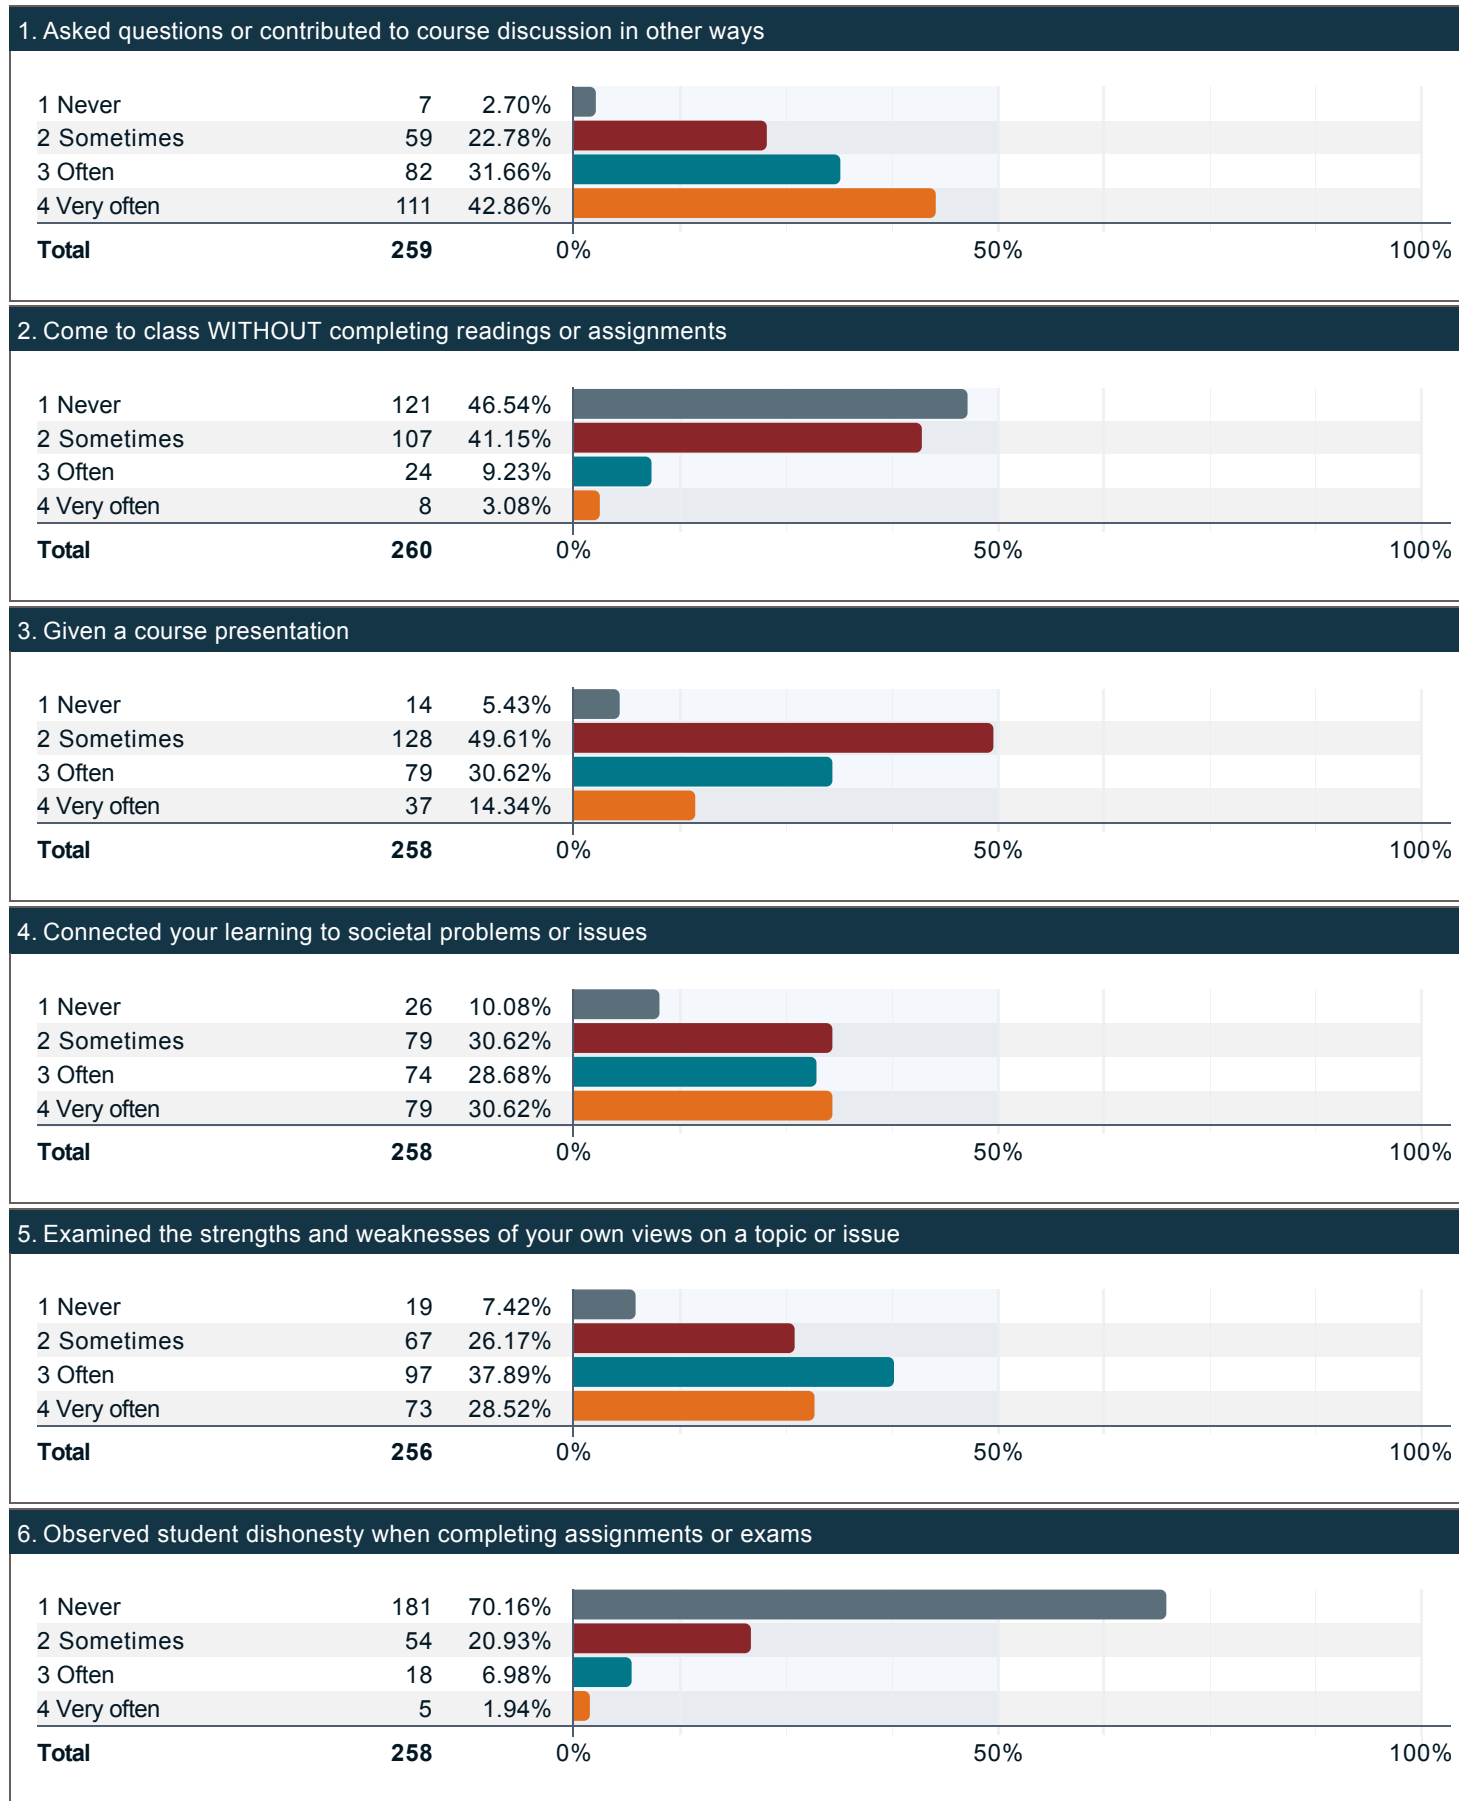 1. Asked questions or contributed to course discussion in other ways
1 Never 7 2.70%
2 Sometimes 59 22.78%
3 Often 82 31.66%
4 Very often 111 42.86%
Total 259 0% 50% 100%
2. Come to class WITHOUT completing readings or assignments
1 Never 121 46.54%
2 Sometimes 107 41.15%
3 Often 24 9.23%
4 Very often 8 3.08%
Total 260 0% 50% 100%
3. Given a course presentation
1 Never 14 5.43%
2 Sometimes 128 49.61%
3 Often 79 30.62%
4 Very often 37 14.34%
Total 258 0% 50% 100%
4. Connected your learning to societal problems or issues
1 Never 26 10.08%
2 Sometimes 79 30.62%
3 Often 74 28.68%
4 Very often 79 30.62%
Total 258 0% 50% 100%
5. Examined the strengths and weaknesses of your own views on a topic or issue
1 Never 19 7.42%
2 Sometimes 67 26.17%
3 Often 97 37.89%
4 Very often 73 28.52%
Total 256 0% 50% 100%
6. Observed student dishonesty when completing assignments or exams
1 Never 181 70.16%
2 Sometimes 54 20.93%
3 Often 18 6.98%
4 Very often 5 1.94%
Total 258 0% 50% 100%